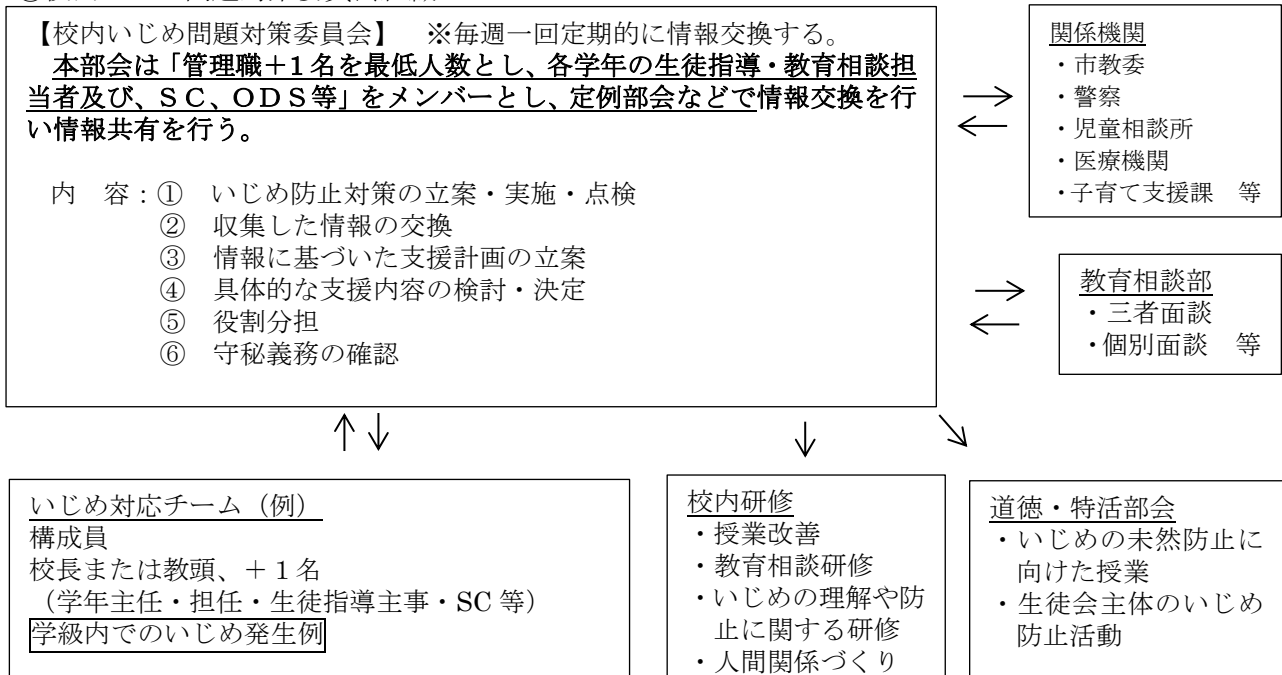 【校内いじめ問題対策委員会】　※毎週一回定期的に情報交換する。
本部会は「管理職＋１名を最低人数とし、各学年の生徒指導・教育相談担
当者及び、ＳＣ、ＯＤＳ等」をメンバーとし、定例部会などで情報交換を行
い情報共有を行う。
内　容：①　いじめ防止対策の立案・実施・点検
②　収集した情報の交換
③　情報に基づいた支援計画の立案
④　具体的な支援内容の検討・決定
⑤　役割分担
⑥　守秘義務の確認
関係機関
・市教委
・警察
・児童相談所
・医療機関
・子育て支援課　等
教育相談部
・三者面談
・個別面談　等
いじめ対応チーム（例）
構成員
校長または教頭、＋１名
（学年主任・担任・生徒指導主事・SC 等）
学級内でのいじめ発生例
校内研修
・授業改善
・教育相談研修
・いじめの理解や防
止に関する研修
・人間関係づくり
道徳・特活部会
・いじめの未然防止に
向けた授業
・生徒会主体のいじめ
防止活動